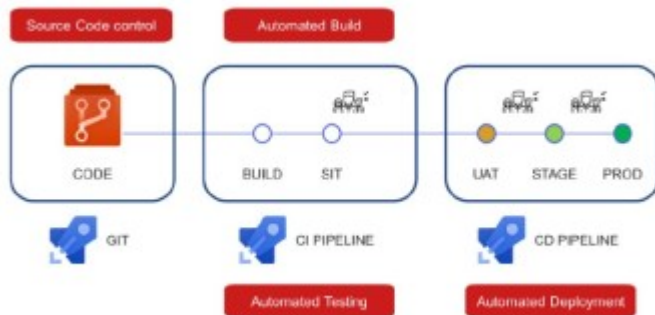 Source Code control
Automated Build
CODE
BUILD
SIT
UAT
STAGE
PROD
GIT
CI PIPELINE
CD PIPELINE
Automated Testing
Automated Deployment